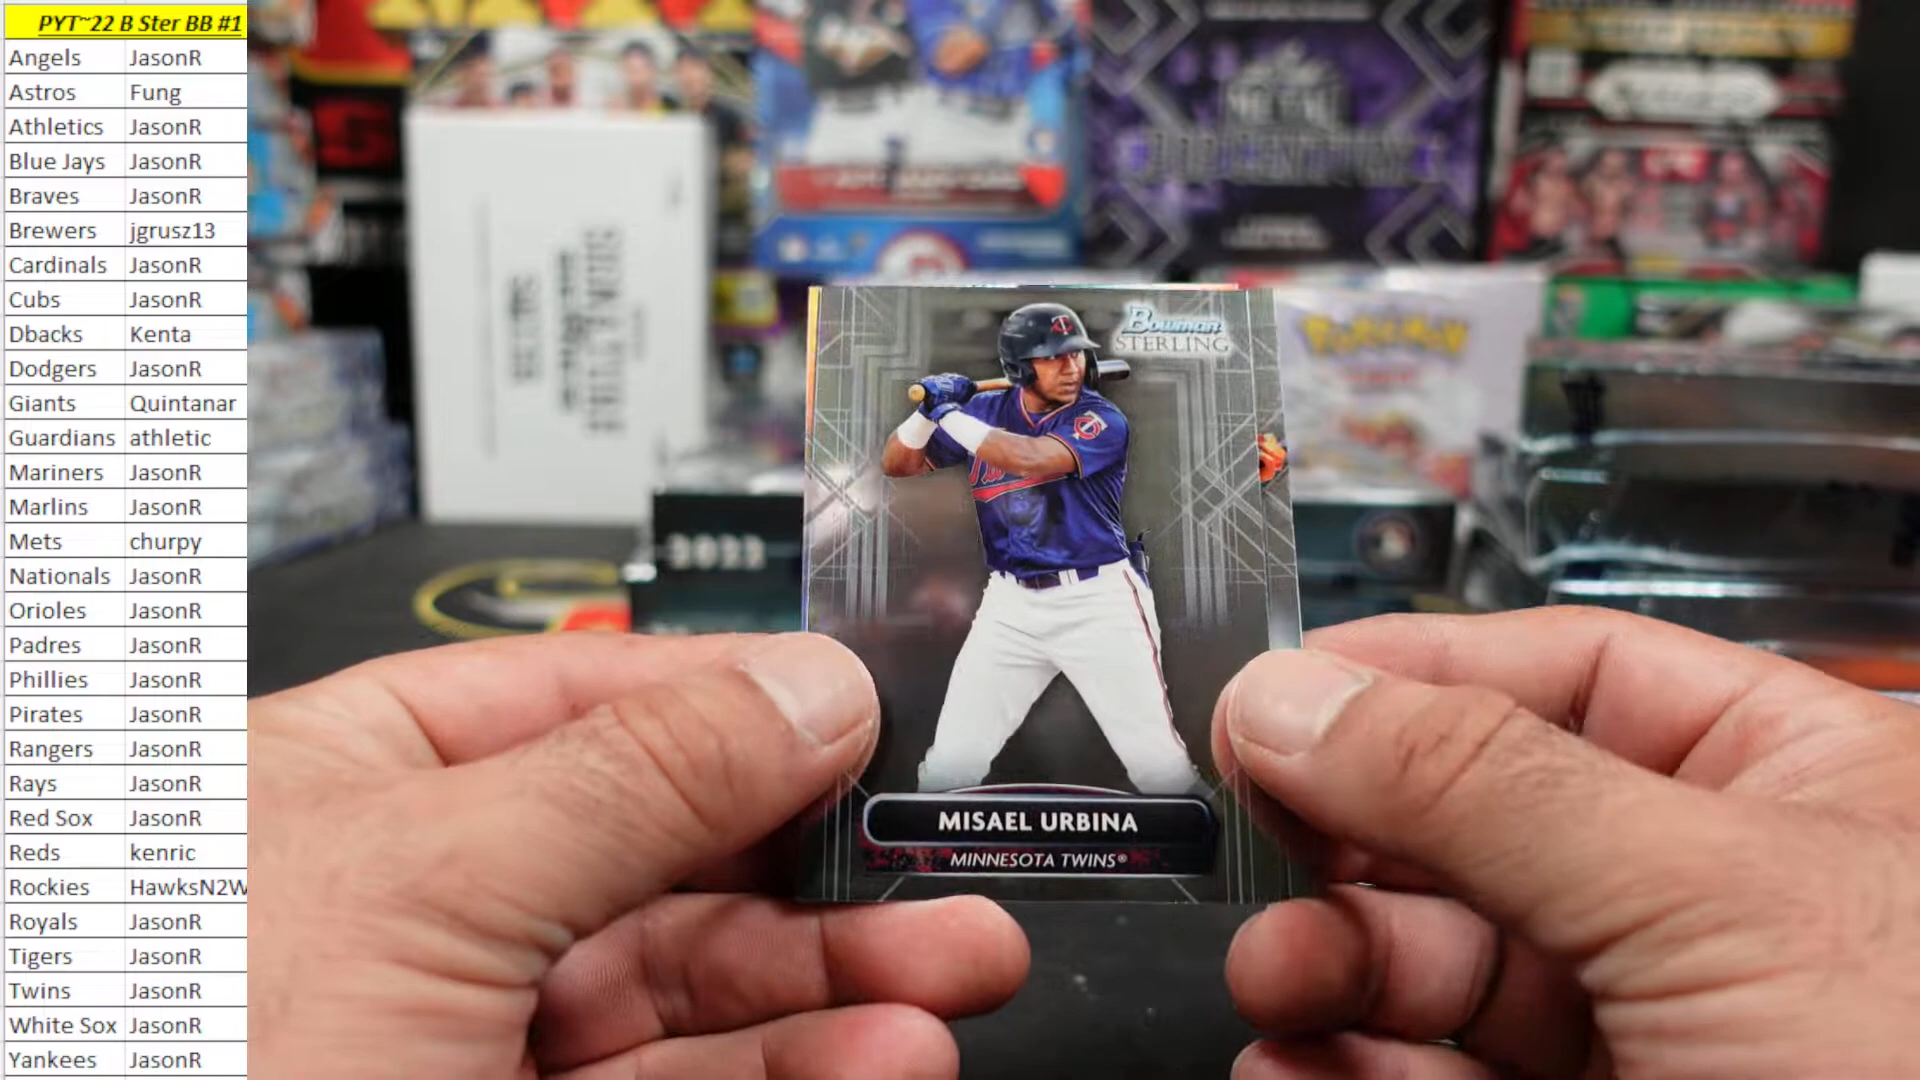 PYT~22 B Ster BB #1
Angels JasonR
Astros Fung
Athletics JasonR
Blue Jays JasonR
Braves JasonR
Brewers jgrusz13
Cardinals JasonR
Cubs JasonR
Dbacks Kenta
Dodgers JasonR
Giants Quintanar
Guardians athletic
Mariners JasonR
Marlins JasonR
Mets churpy
Nationals JasonR
Orioles JasonR
Padres JasonR
Phillies JasonR
Pirates JasonR
Rangers JasonR
Rays JasonR
Red Sox JasonR
Reds kenric
Rockies HawksN2W
Royals JasonR
Tigers JasonR
Twins JasonR
White Sox JasonR
Yankees JasonR
POKEMON
2022
Bowman
STERLING
MISAEL URBINA
MINNESOTA TWINS®